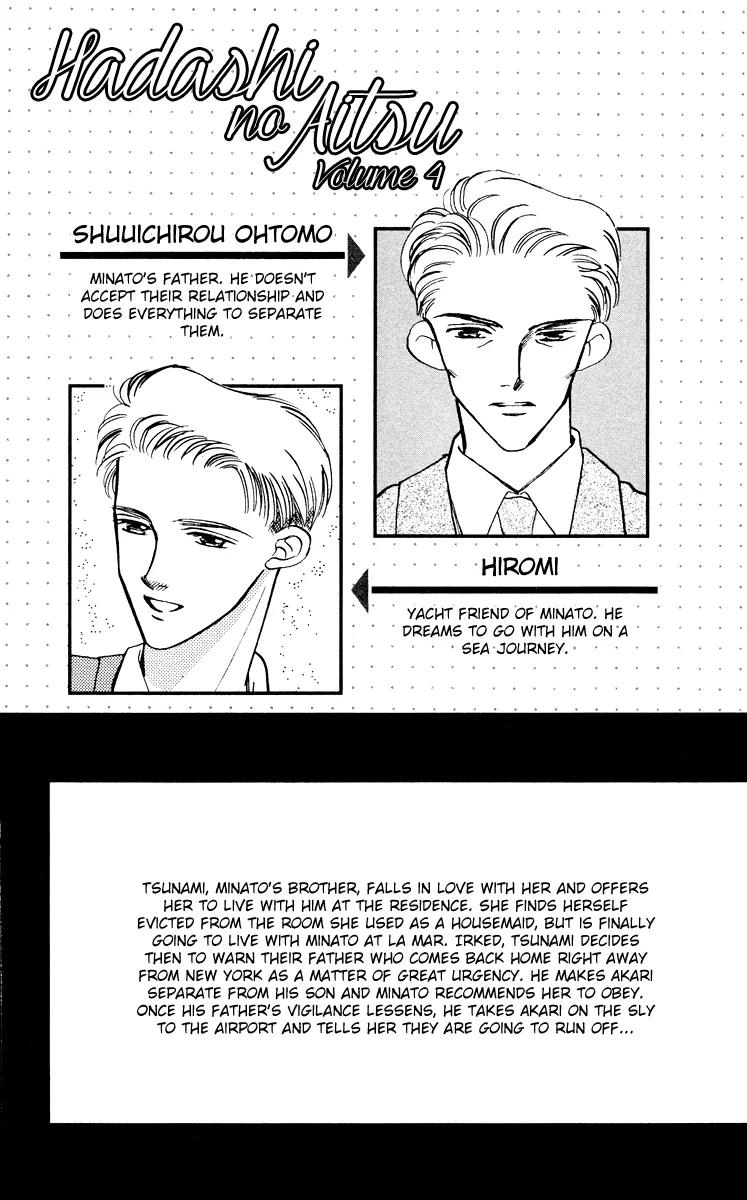 Hadashi
no Aitsu
Volume 4
SHUUICHIROU OHTOMO
MINATO'S FATHER. HE DOESN'T
ACCEPT THEIR RELATIONSHIP AND
DOES EVERYTHING TO SEPARATE
THEM.
HIROMI
YACHT FRIEND OF MINATO. HE
DREAMS TO GO WITH HIM ON A
SEA JOURNEY.
TSUNAMI, MINATO'S BROTHER, FALLS IN LOVE WITH HER AND OFFERS
HER TO LIVE WITH HIM AT THE RESIDENCE. SHE FINDS HERSELF
EVICTED FROM THE ROOM SHE USED AS A HOUSEMAID, BUT IS FINALLY
GOING TO LIVE WITH MINATO AT LA MAR. IRKED, TSUNAMI DECIDES
THEN TO WARN THEIR FATHER WHO COMES BACK HOME RIGHT AWAY
FROM NEW YORK AS A MATTER OF GREAT URGENCY. HE MAKES AKARI
SEPARATE FROM HIS SON AND MINATO RECOMMENDS HER TO OBEY.
ONCE HIS FATHER'S VIGILANCE LESSENS, HE TAKES AKARI ON THE SLY
TO THE AIRPORT AND TELLS HER THEY ARE GOING TO RUN OFF...